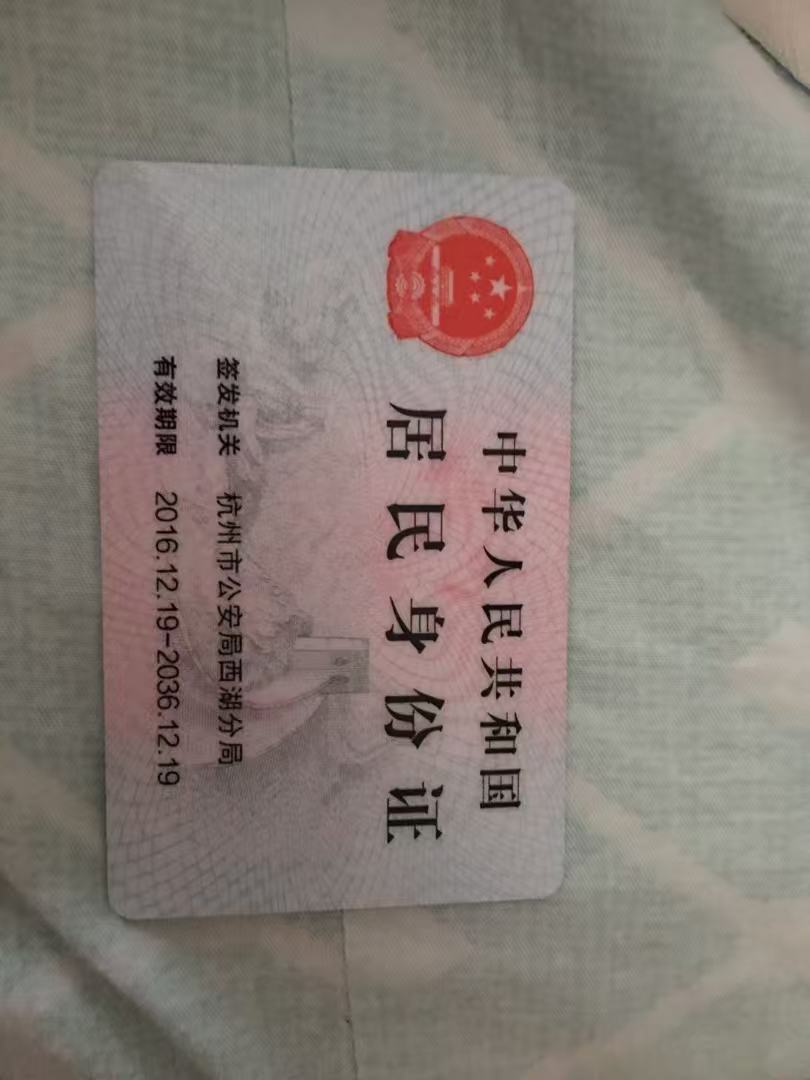 中华人民共和国
居民身份证
签发机关 杭州市公安局西湖分局
有效期限 2016.12.19-2036.12.19